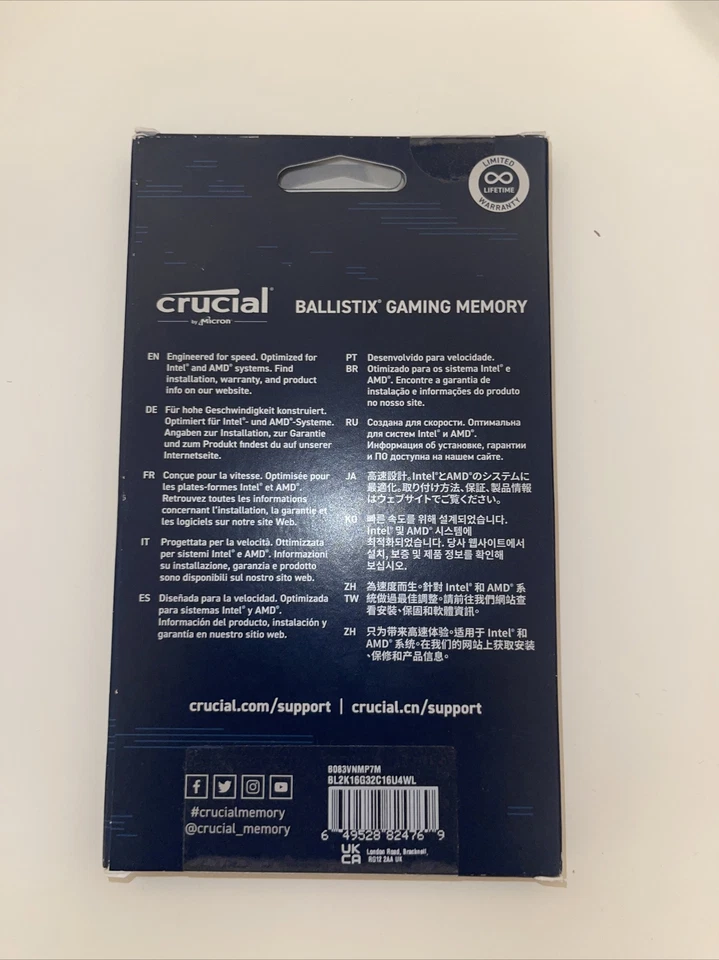 LIMITED
LIFETIME
WARRANTY
crucial®
by Micron
BALLISTIX® GAMING MEMORY
EN Engineered for speed. Optimized for
Intel® and AMD® systems. Find
installation, warranty, and product
info on our website.
DE Für hohe Geschwindigkeit konstruiert.
Optimiert für Intel®- und AMD®-Systeme.
Angaben zur Installation, zur Garantie
und zum Produkt findest du auf unserer
Internetseite.
FR Conçue pour la vitesse. Optimisée pour
les plates-formes Intel® et AMD®.
Retrouvez toutes les informations
concernant l'installation, la garantie et
les logiciels sur notre site Web.
IT Progettata per la velocità. Ottimizzata
per sistemi Intel® e AMD®. Informazioni
su installazione, garanzia e prodotto
sono disponibili sul nostro sito web.
ES Diseñada para la velocidad. Optimizada
para sistemas Intel® y AMD®.
Información del producto, instalación y
garantía en nuestro sitio web.
PT Desenvolvido para velocidade.
BR Otimizado para os sistema Intel® e
AMD®. Encontre a garantia de
instalação e informações do produto
no nosso site.
RU Создана для скорости. Оптимальна
для систем Intel® и AMD®.
Информация об установке, гарантии
и ПО доступна на нашем сайте.
JA 高速設計。Intel®とAMD®のシステムに
最適化。取り付け方法、保証、製品情報
はウェブサイトでご覧ください。
KO 빠른 속도를 위해 설계되었습니다.
Intel® 및 AMD® 시스템에
최적화되었습니다. 당사 웹사이트에서
설치, 보증 및 제품 정보를 확인해
보십시오.
ZH 為速度而生。針對 Intel® 和 AMD® 系
TW 統做過最佳調整。請前往我們網站查
看安裝、保固和軟體資訊。
ZH 只为带来高速体验。适用于 Intel® 和
AMD® 系统。在我们的网站上获取安装
、保修和产品信息。
crucial.com/support | crucial.cn/support
#crucialmemory
@crucial_memory
B083VNMP7M
BL2K16G32C16U4WL
6 49528 82476 9
UK
CA
London Road, Bracknell,
RG12 2AA UK